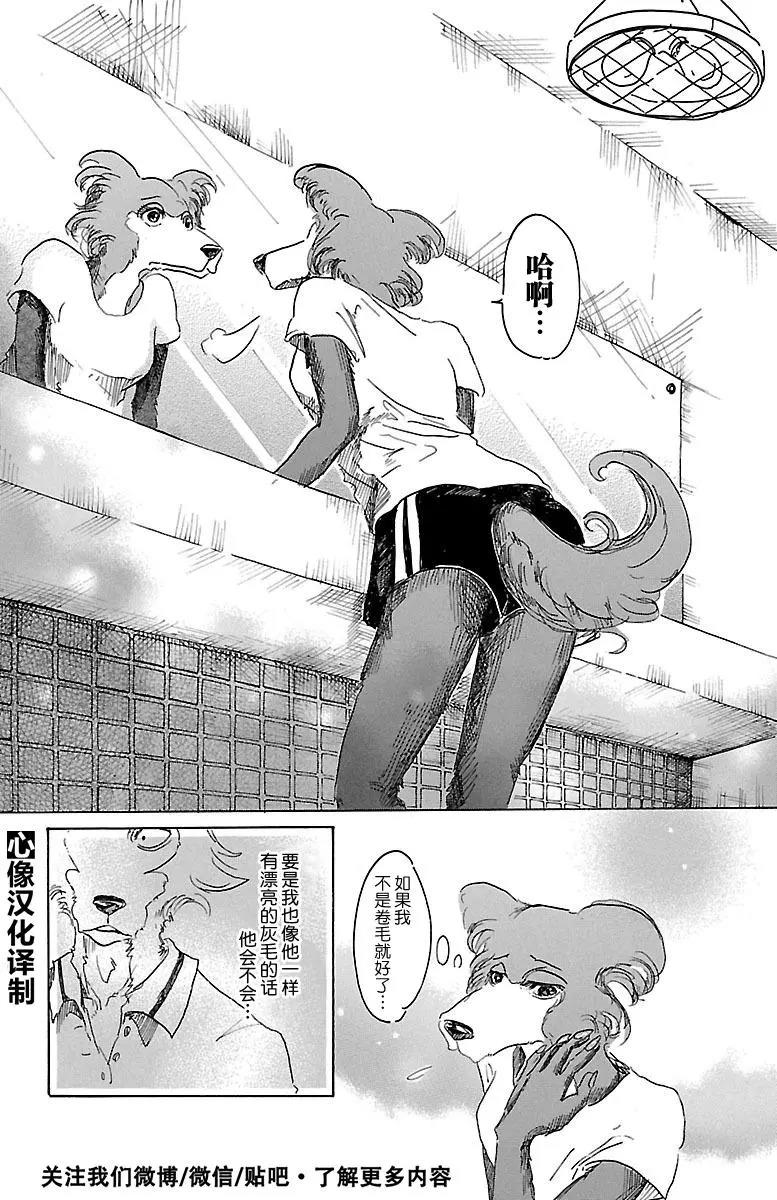 哈啊…
如果我
不是卷毛就好了…
要是我也像他一样
有漂亮的灰毛的话
他会不会…
心像汉化译制
关注我们微博/微信/贴吧·了解更多内容